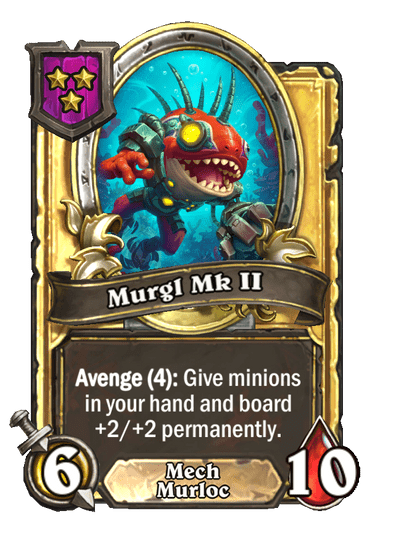 Murgl Mk II
Avenge (4): Give minions
in your hand and board
+2/+2 permanently.
6
Mech
Murloc
10